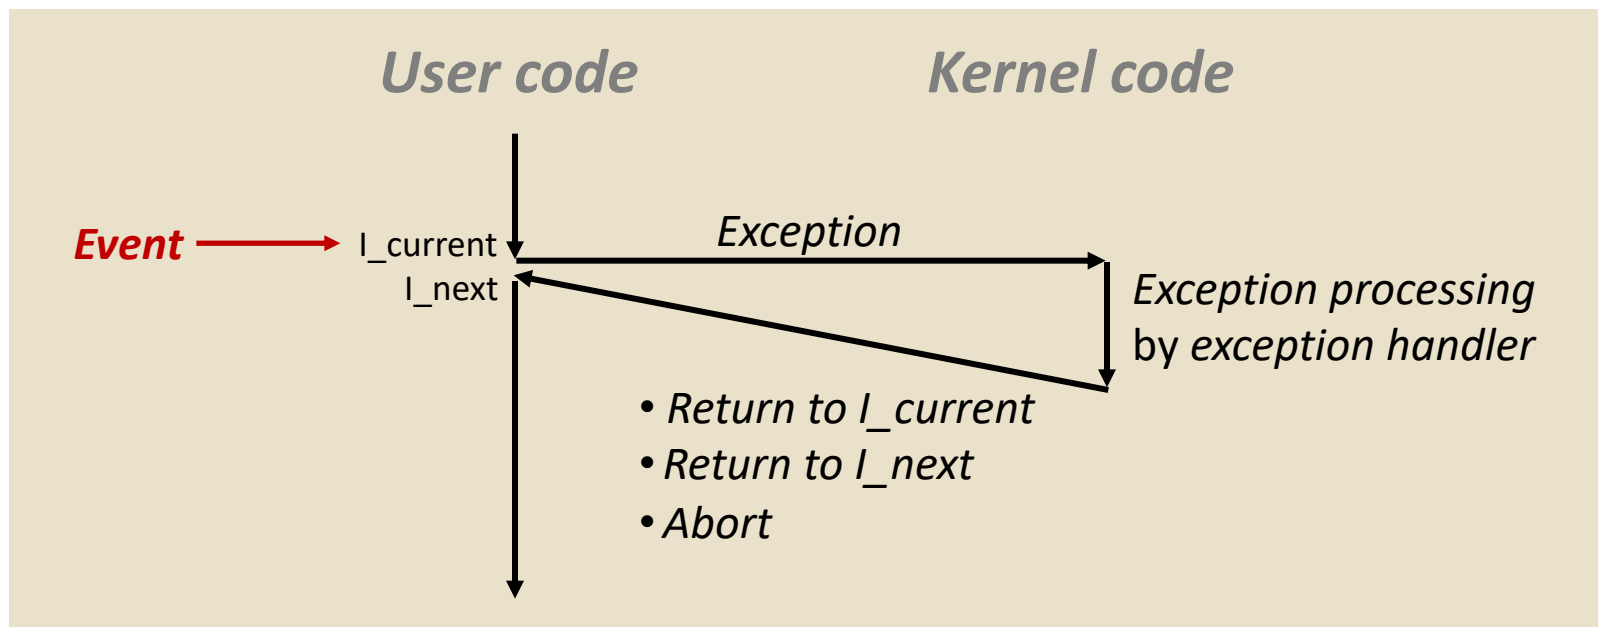 User code
Kernel code
Event
I_current
Exception
I_next
Exception processing
by exception handler
• Return to I_current
• Return to I_next
• Abort